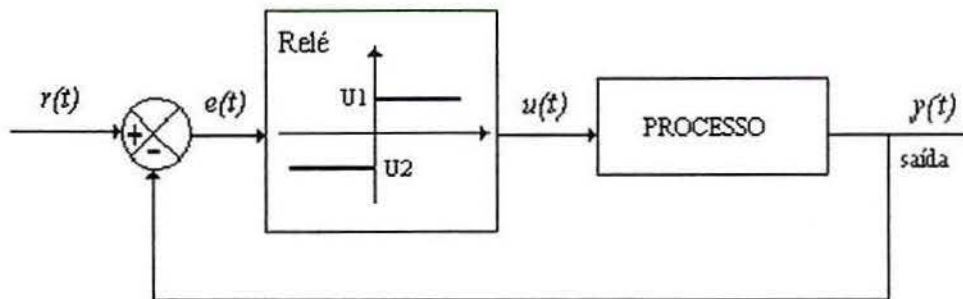 Relé
r(t)
+
-
e(t)
U1
U2
u(t)
PROCESSO
y(t)
saída